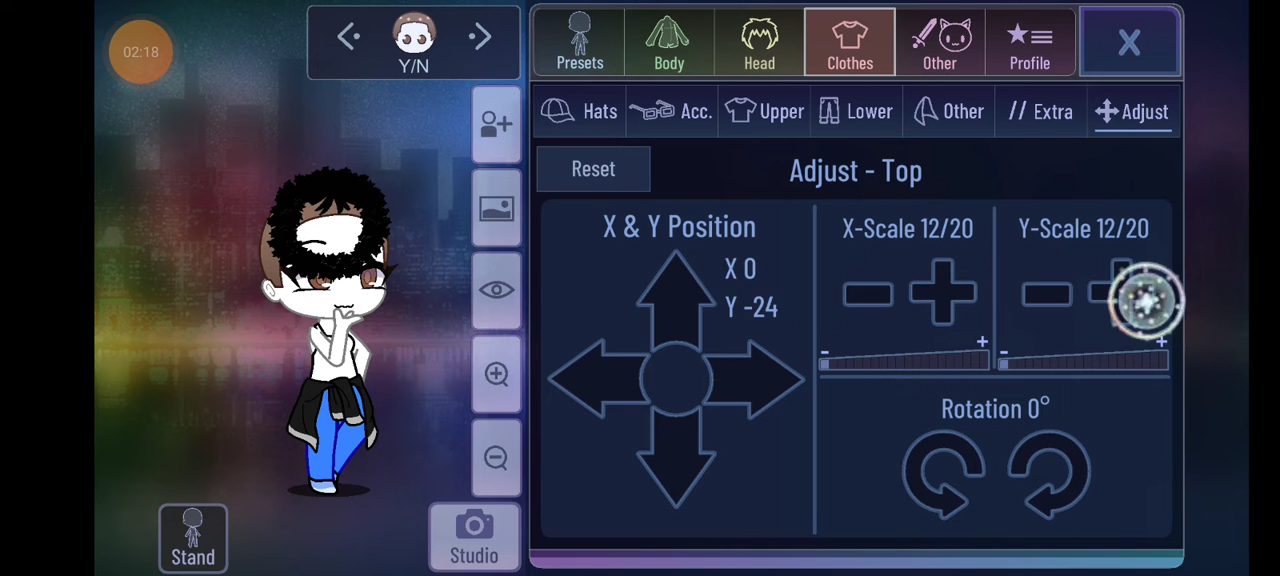 02:18
Y/N
Presets
Body
Head
Clothes
Other
Profile
X
Hats
Acc.
Upper
Lower
Other
Extra
Adjust
Reset
Adjust - Top
X & Y Position
X 0
Y -24
X-Scale 12/20
Y-Scale 12/20
- +
- +
Rotation 0°
Stand
Studio